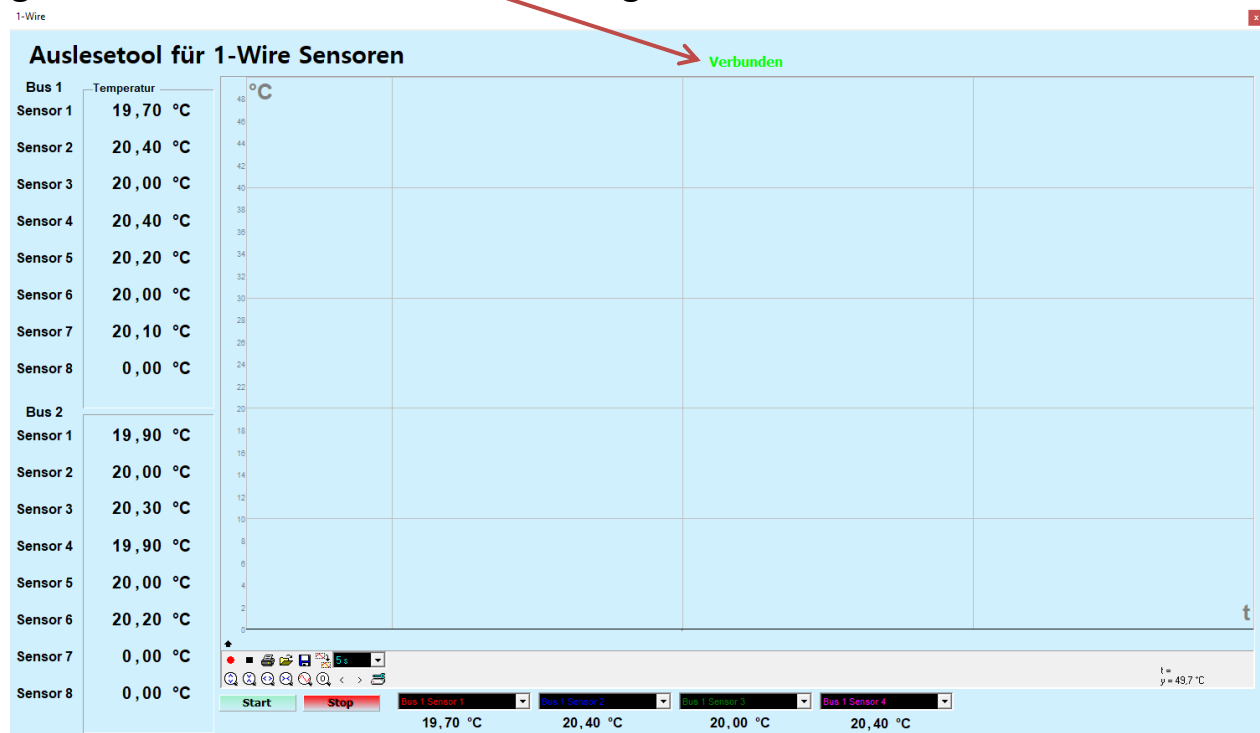 1-Wire
x
Auslesetool für 1-Wire Sensoren
Verbunden
Bus 1
Temperatur
Sensor 1 19,70 °C
Sensor 2 20,40 °C
Sensor 3 20,00 °C
Sensor 4 20,40 °C
Sensor 5 20,20 °C
Sensor 6 20,00 °C
Sensor 7 20,10 °C
Sensor 8 0,00 °C
Bus 2
Sensor 1 19,90 °C
Sensor 2 20,00 °C
Sensor 3 20,30 °C
Sensor 4 19,90 °C
Sensor 5 20,00 °C
Sensor 6 20,20 °C
Sensor 7 0,00 °C
Sensor 8 0,00 °C
°C
48
46
44
42
40
38
36
34
32
30
28
26
24
22
20
18
16
14
12
10
8
6
4
2
0
t
5 s
t =
y = 49,7 °C
Start Stop Bus 1 Sensor 1 Bus 1 Sensor 2 Bus 1 Sensor 3 Bus 1 Sensor 4
19,70 °C 20,40 °C 20,00 °C 20,40 °C